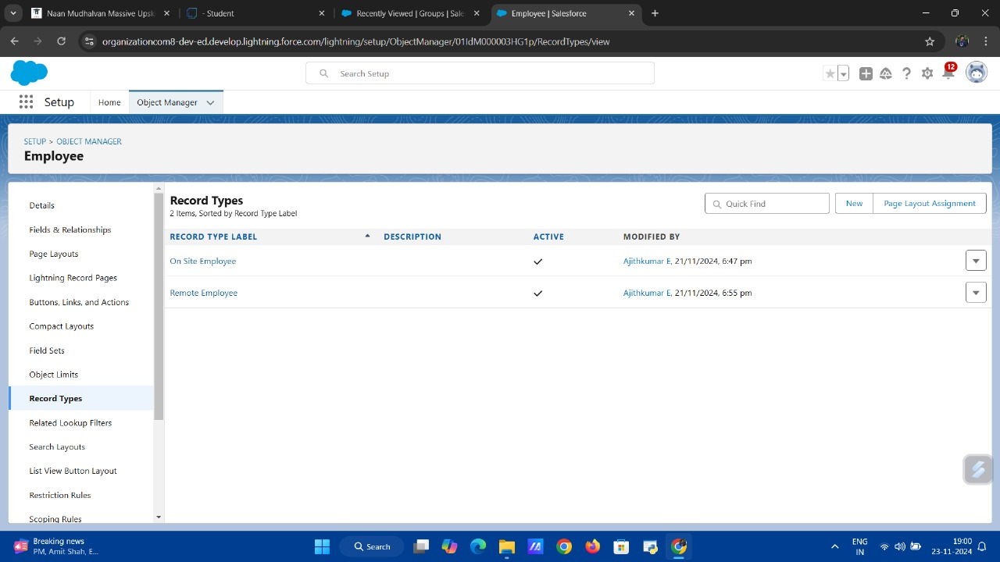 Naan Mudhalvan Massive Upsk
- Student
Recently Viewed | Groups | Sale
Employee | Salesforce
organizationcom8-dev-ed.develop.lightning.force.com/lightning/setup/ObjectManager/01IdM000003HG1p/RecordTypes/view
Search Setup
12
Setup
Home
Object Manager
SETUP > OBJECT MANAGER
Employee
Details
Fields & Relationships
Page Layouts
Lightning Record Pages
Buttons, Links, and Actions
Compact Layouts
Field Sets
Object Limits
Record Types
Related Lookup Filters
Search Layouts
List View Button Layout
Restriction Rules
Scoping Rules
Record Types
2 Items, Sorted by Record Type Label
Quick Find
New
Page Layout Assignment
RECORD TYPE LABEL DESCRIPTION ACTIVE MODIFIED BY
On Site Employee Ajithkumar E, 21/11/2024, 6:47 pm
Remote Employee Ajithkumar E, 21/11/2024, 6:55 pm
Breaking news
PM, Amit Shah, E...
Search
ENG
IN
19:00
23-11-2024